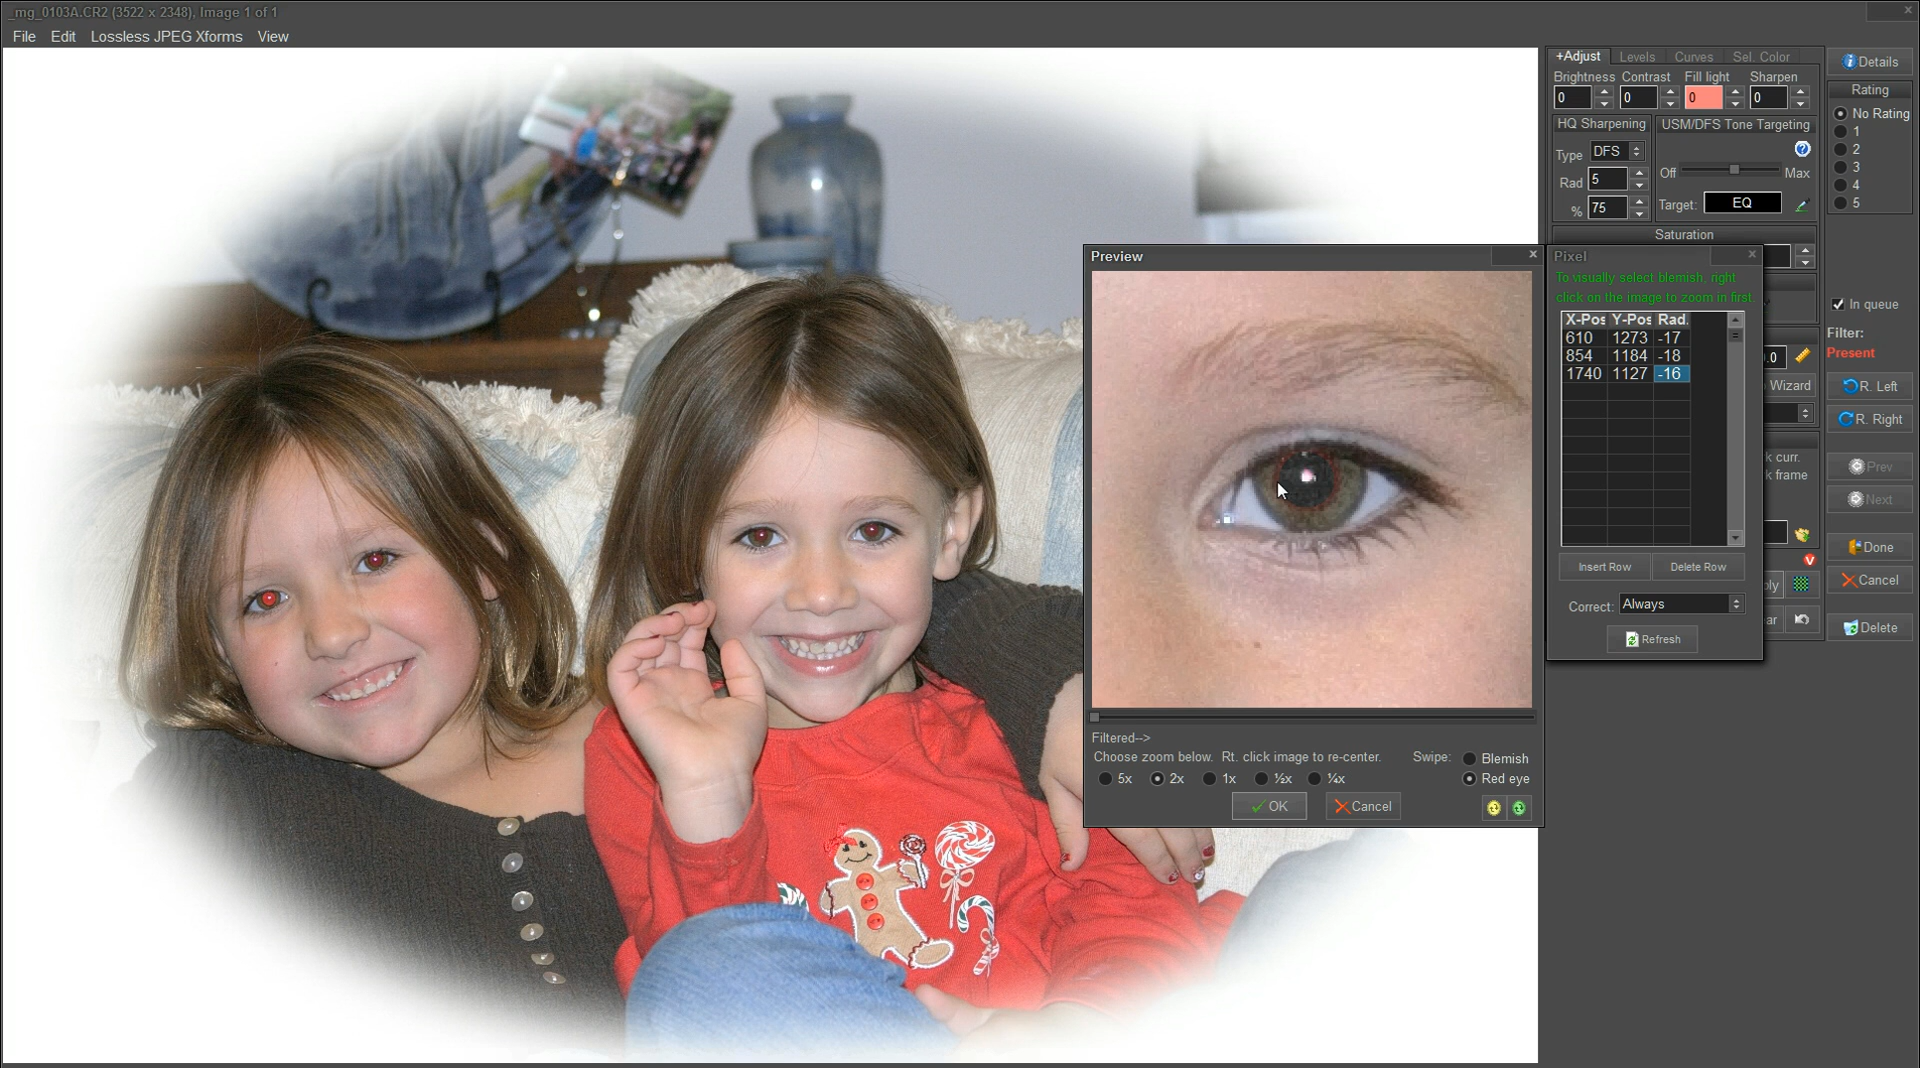 _mg_0103A.CR2 (3522 x 2348), Image 1 of 1
File Edit Lossless JPEG Xforms View
+Adjust Levels Curves Sel. Color
Brightness Contrast Fill light Sharpen
0 0 0 0
HQ Sharpening
Type DFS
Rad 5
% 75
USM/DFS Tone Targeting
Off Max
Target: EQ
Saturation
Details
Rating
No Rating
1
2
3
4
5
In queue
Filter:
Present
R. Left
R. Right
Prev
Next
Done
Cancel
Delete
Wizard
k curr.
k frame
Preview
Filtered-->
Choose zoom below. Rt. click image to re-center.
5x 2x 1x ½x ¼x
Swipe: Blemish
Red eye
OK Cancel
Pixel
To visually select blemish, right
click on the image to zoom in first.
X-Pos Y-Pos Rad.
610 1273 -17
854 1184 -18
1740 1127 -16
Insert Row Delete Row
Correct: Always
Refresh